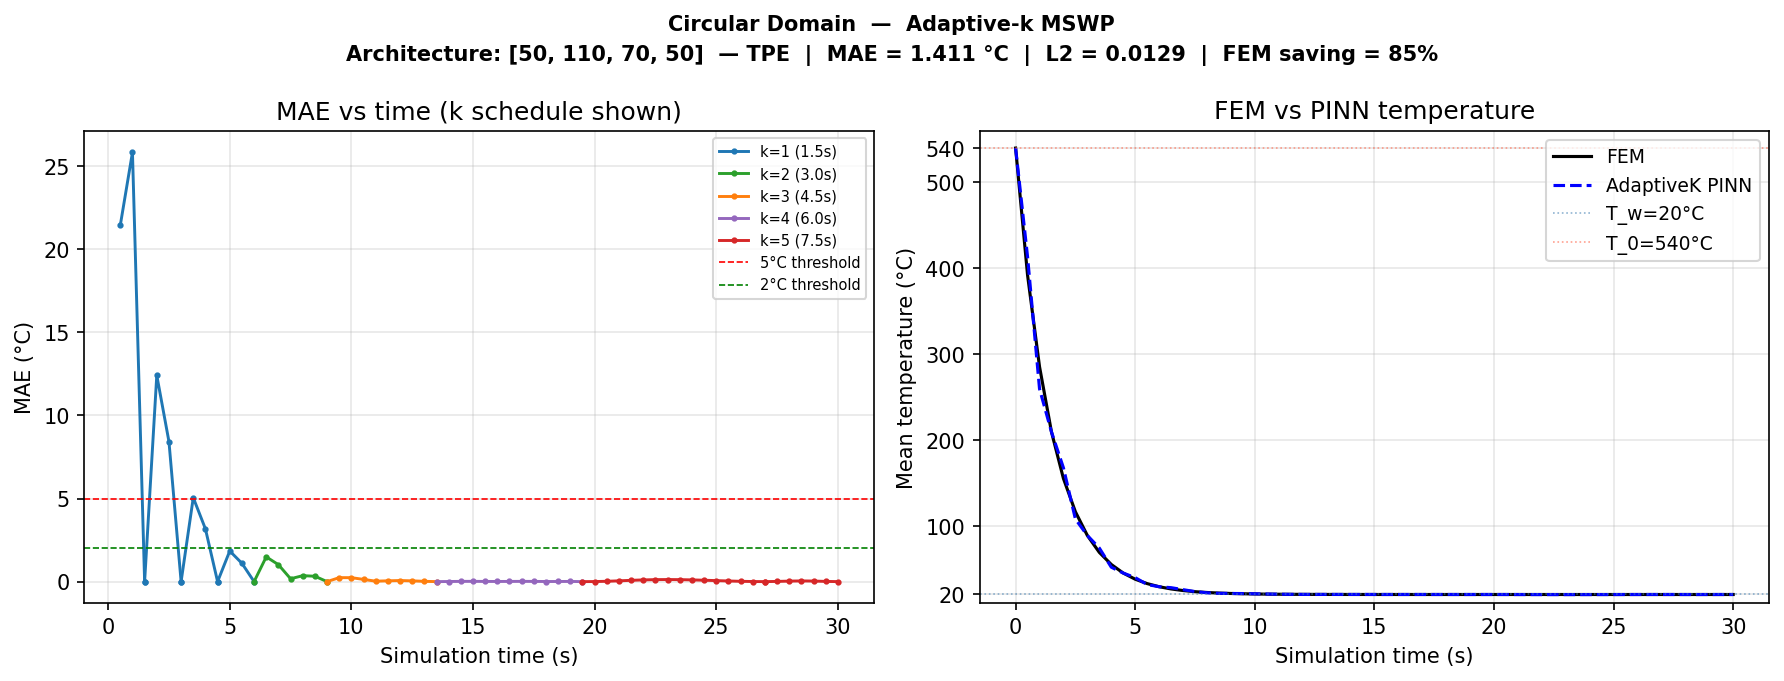 Circular Domain  —  Adaptive-k MSWP
Architecture: [50, 110, 70, 50]  — TPE  |  MAE = 1.411 °C  |  L2 = 0.0129  |  FEM saving = 85%
MAE vs time (k schedule shown)
MAE (°C)
25
20
15
10
5
0
k=1 (1.5s)
k=2 (3.0s)
k=3 (4.5s)
k=4 (6.0s)
k=5 (7.5s)
5°C threshold
2°C threshold
0 5 10 15 20 25 30
Simulation time (s)
FEM vs PINN temperature
Mean temperature (°C)
540
500
400
300
200
100
20
FEM
AdaptiveK PINN
T_w=20°C
T_0=540°C
0 5 10 15 20 25 30
Simulation time (s)